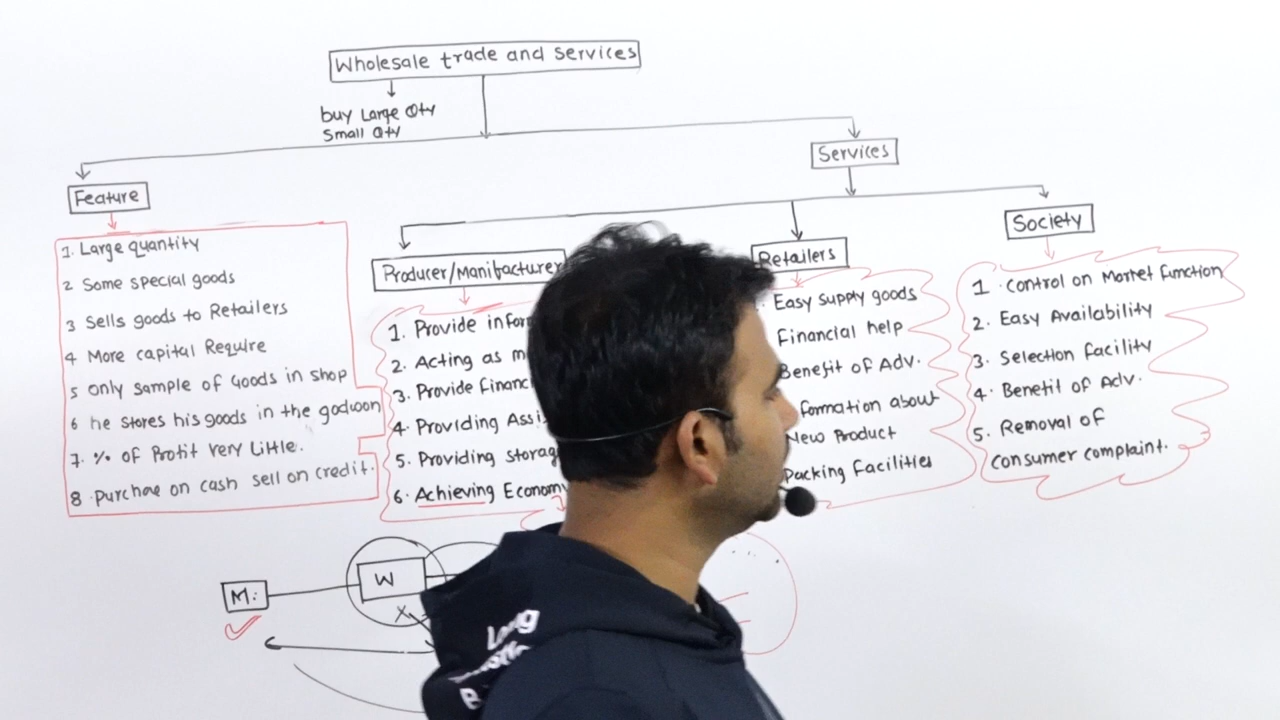 Wholesale trade and services
buy Large Qty
Small Qty
Services
Feature
1. Large quantity
2 Some special goods
3 Sells goods to Retailers
4 More capital Require
5 only sample of Goods in shop
6 he stores his goods in the godwon
7. % of Profit very Little.
8 .purchae on cash sell on credit.
Producer/Manifacturer
1. Provide infor
2. Acting as m
3. Provide Financ
4. Providing Assi
5. Providing storag
6. Achieving Economy
Retailers
Easy supply goods
Financial help
Benefit of Adv.
formation about
New Product
Packing Facilities
Society
1 . control on Market function
2. Easy Availability
3. Selection facility
4. Benefit of Adv.
5. Removal of
consumer complaint.
M:
W
X